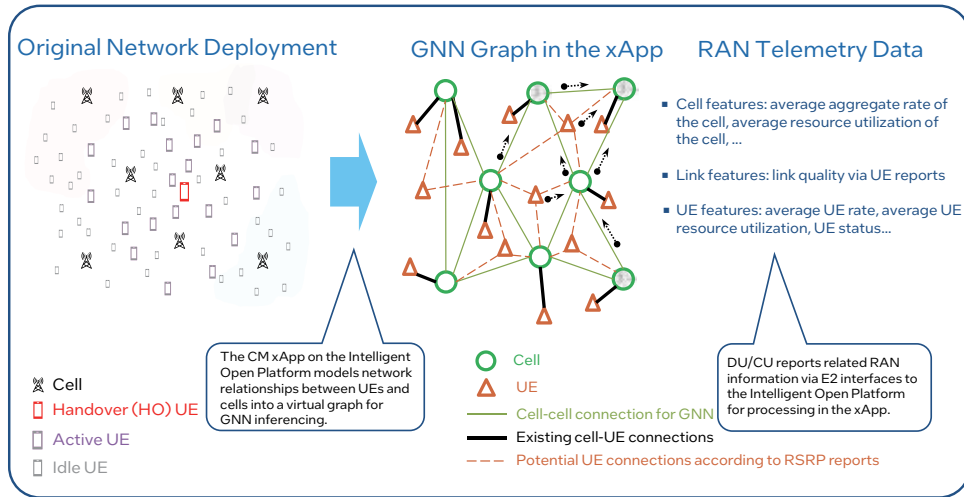 Original Network Deployment
GNN Graph in the xApp
RAN Telemetry Data
Cell features: average aggregate rate of
the cell, average resource utilization of
the cell, ...
Link features: link quality via UE reports
UE features: average UE rate, average UE
resource utilization, UE status...
The CM xApp on the Intelligent
Open Platform models network
relationships between UEs and
cells into a virtual graph for
GNN inferencing.
DU/CU reports related RAN
information via E2 interfaces to
the Intelligent Open Platform
for processing in the xApp.
Cell
Handover (HO) UE
Active UE
Idle UE
Cell
UE
Cell-cell connection for GNN
Existing cell-UE connections
Potential UE connections according to RSRP reports